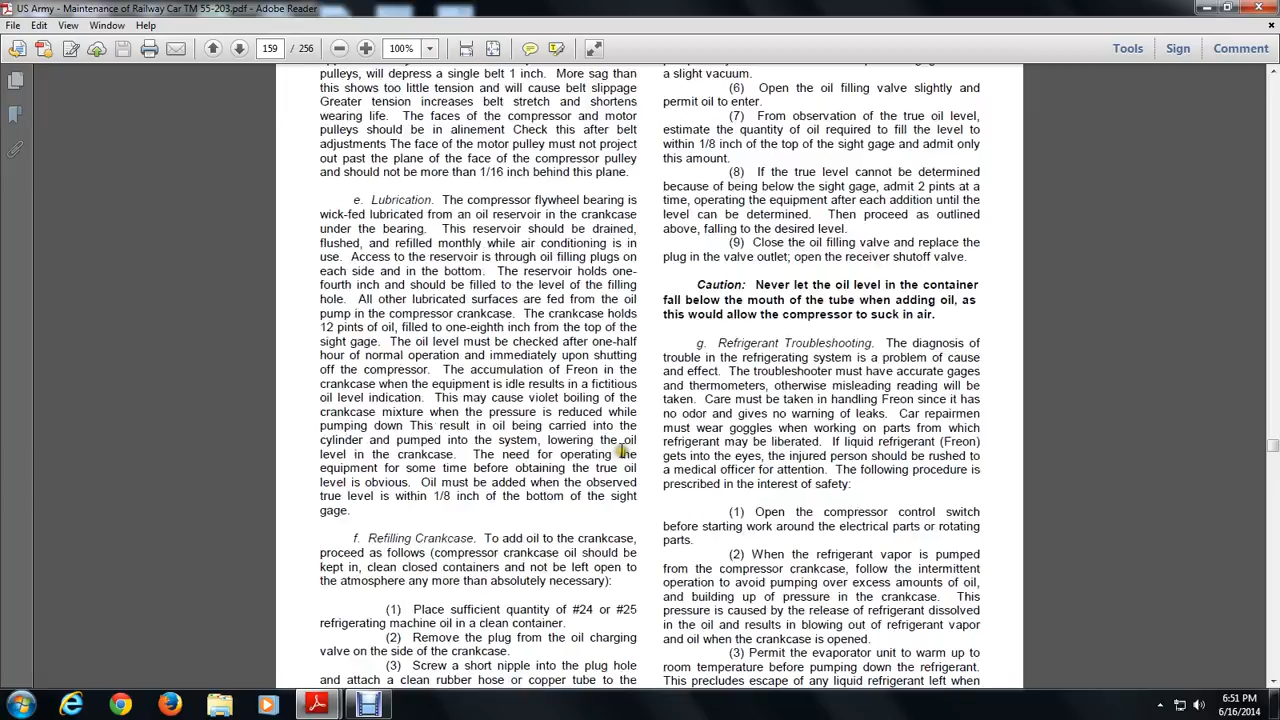 US Army - Maintenance of Railway Car TM 55-203.pdf - Adobe Reader
File Edit View Window Help
159 / 256 100% Tools Sign Comment
pulleys, will depress a single belt 1 inch. More sag than
this shows too little tension and will cause belt slippage
Greater tension increases belt stretch and shortens
wearing life. The faces of the compressor and motor
pulleys should be in alinement Check this after belt
adjustments The face of the motor pulley must not project
out past the plane of the face of the compressor pulley
and should not be more than 1/16 inch behind this plane.
e. Lubrication. The compressor flywheel bearing is
wick-fed lubricated from an oil reservoir in the crankcase
under the bearing. This reservoir should be drained,
flushed, and refilled monthly while air conditioning is in
use. Access to the reservoir is through oil filling plugs on
each side and in the bottom. The reservoir holds one-
fourth inch and should be filled to the level of the filling
hole. All other lubricated surfaces are fed from the oil
pump in the compressor crankcase. The crankcase holds
12 pints of oil, filled to one-eighth inch from the top of the
sight gage. The oil level must be checked after one-half
hour of normal operation and immediately upon shutting
off the compressor. The accumulation of Freon in the
crankcase when the equipment is idle results in a fictitious
oil level indication. This may cause violet boiling of the
crankcase mixture when the pressure is reduced while
pumping down This result in oil being carried into the
cylinder and pumped into the system, lowering the oil
level in the crankcase. The need for operating the
equipment for some time before obtaining the true oil
level is obvious. Oil must be added when the observed
true level is within 1/8 inch of the bottom of the sight
gage.
f. Refilling Crankcase. To add oil to the crankcase,
proceed as follows (compressor crankcase oil should be
kept in, clean closed containers and not be left open to
the atmosphere any more than absolutely necessary):
(1) Place sufficient quantity of #24 or #25
refrigerating machine oil in a clean container.
(2) Remove the plug from the oil charging
valve on the side of the crankcase.
(3) Screw a short nipple into the plug hole
and attach a clean rubber hose or copper tube to the
a slight vacuum.
(6) Open the oil filling valve slightly and
permit oil to enter.
(7) From observation of the true oil level,
estimate the quantity of oil required to fill the level to
within 1/8 inch of the top of the sight gage and admit only
this amount.
(8) If the true level cannot be determined
because of being below the sight gage, admit 2 pints at a
time, operating the equipment after each addition until the
level can be determined. Then proceed as outlined
above, falling to the desired level.
(9) Close the oil filling valve and replace the
plug in the valve outlet; open the receiver shutoff valve.
Caution: Never let the oil level in the container
fall below the mouth of the tube when adding oil, as
this would allow the compressor to suck in air.
g. Refrigerant Troubleshooting. The diagnosis of
trouble in the refrigerating system is a problem of cause
and effect. The troubleshooter must have accurate gages
and thermometers, otherwise misleading reading will be
taken. Care must be taken in handling Freon since it has
no odor and gives no warning of leaks. Car repairmen
must wear goggles when working on parts from which
refrigerant may be liberated. If liquid refrigerant (Freon)
gets into the eyes, the injured person should be rushed to
a medical officer for attention. The following procedure is
prescribed in the interest of safety:
(1) Open the compressor control switch
before starting work around the electrical parts or rotating
parts.
(2) When the refrigerant vapor is pumped
from the compressor crankcase, follow the intermittent
operation to avoid pumping over excess amounts of oil,
and building up of pressure in the crankcase. This
pressure is caused by the release of refrigerant dissolved
in the oil and results in blowing out of refrigerant vapor
and oil when the crankcase is opened.
(3) Permit the evaporator unit to warm up to
room temperature before pumping down the refrigerant.
This precludes escape of any liquid refrigerant left when
6:51 PM
6/16/2014